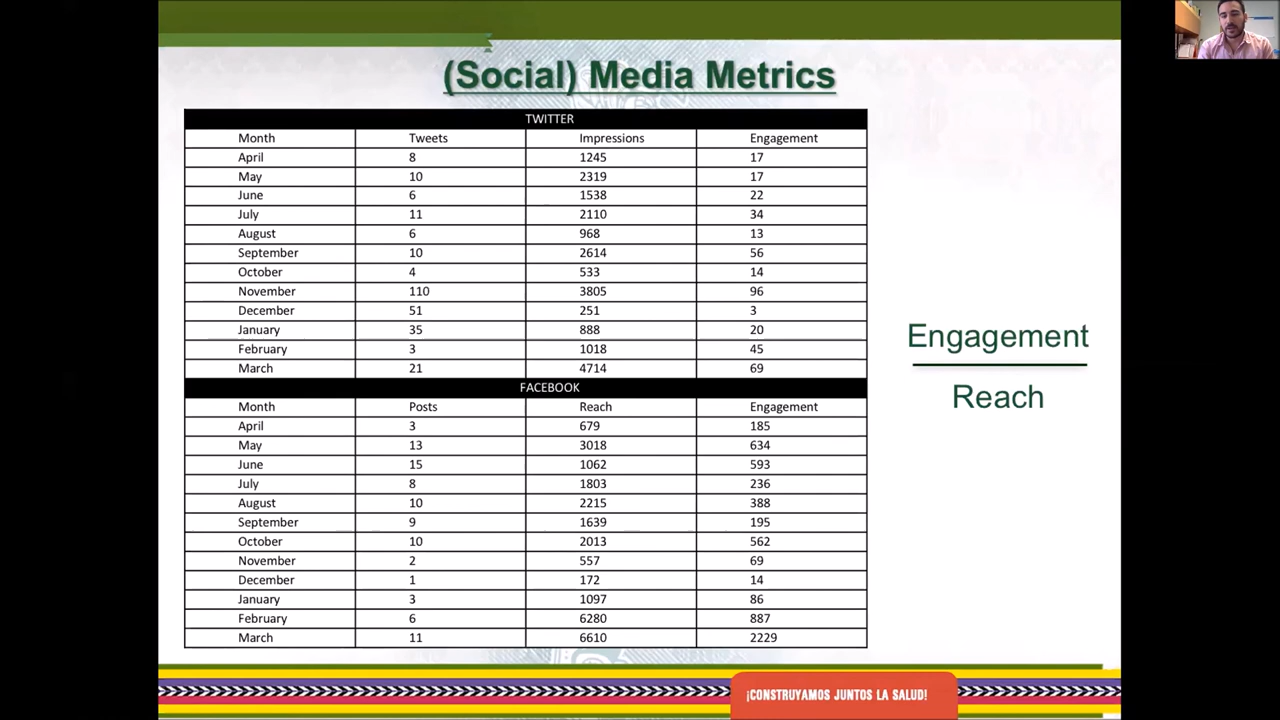 (Social) Media Metrics
TWITTER
Month Tweets Impressions Engagement
April 8 1245 17
May 10 2319 17
June 6 1538 22
July 11 2110 34
August 6 968 13
September 10 2614 56
October 4 533 14
November 110 3805 96
December 51 251 3
January 35 888 20
February 3 1018 45
March 21 4714 69
FACEBOOK
Month Posts Reach Engagement
April 3 679 185
May 13 3018 634
June 15 1062 593
July 8 1803 236
August 10 2215 388
September 9 1639 195
October 10 2013 562
November 2 557 69
December 1 172 14
January 3 1097 86
February 6 6280 887
March 11 6610 2229
Engagement
Reach
¡CONSTRUYAMOS JUNTOS LA SALUD!